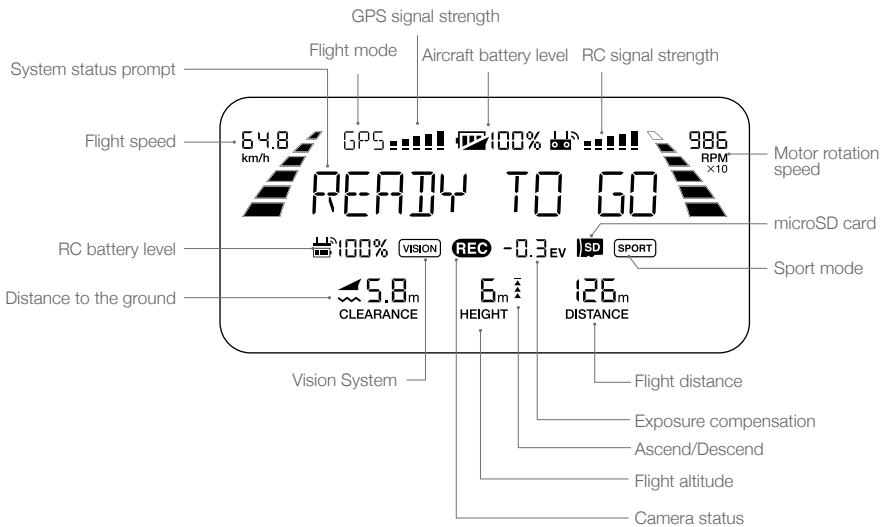 GPS signal strength
Flight mode
Aircraft battery level
RC signal strength
System status prompt
Flight speed
64.8
km/h
GPS
100%
986
RPM
×10
Motor rotation
speed
READY TO GO
microSD card
RC battery level
100%
VISION
REC
-0.3 EV
SD
SPORT
Sport mode
Distance to the ground
5.8m
CLEARANCE
6m
HEIGHT
126m
DISTANCE
Vision System
Flight distance
Exposure compensation
Ascend/Descend
Flight altitude
Camera status